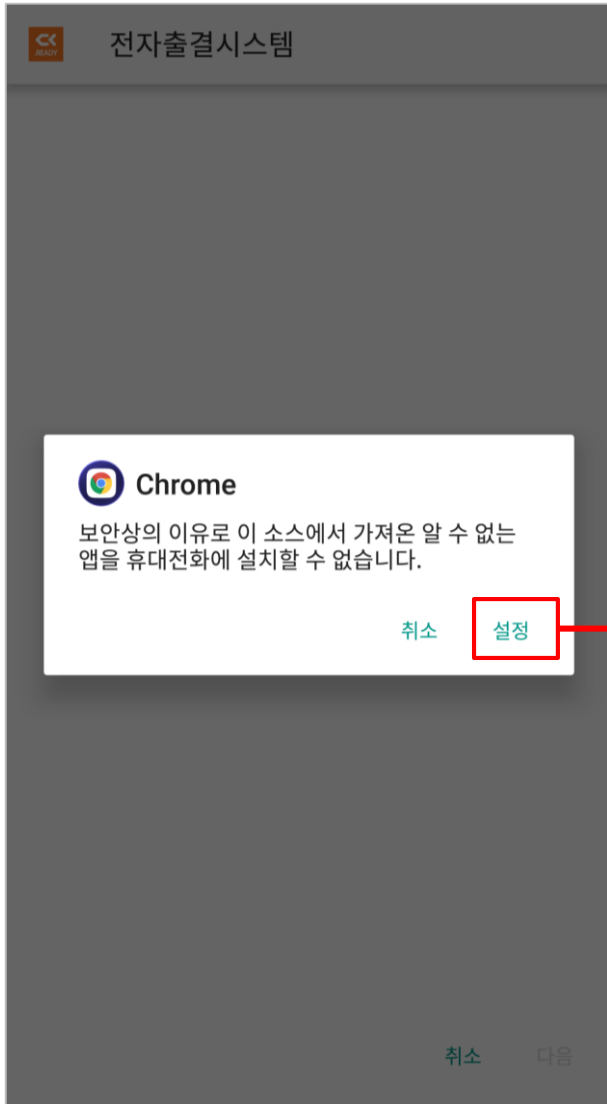 CK
READY
전자출결시스템
Chrome
보안상의 이유로 이 소스에서 가져온 알 수 없는
앱을 휴대전화에 설치할 수 없습니다.
취소 설정
취소 다음